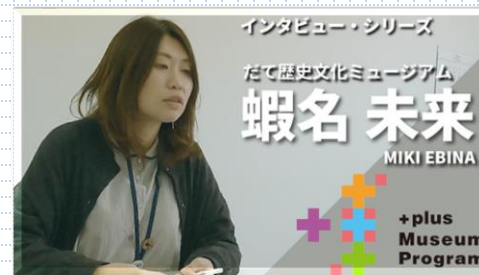 インタビュー・シリーズ
だて歴史文化ミュージアム
蝦名 未来
MIKI EBINA
+plus
Museum
Program